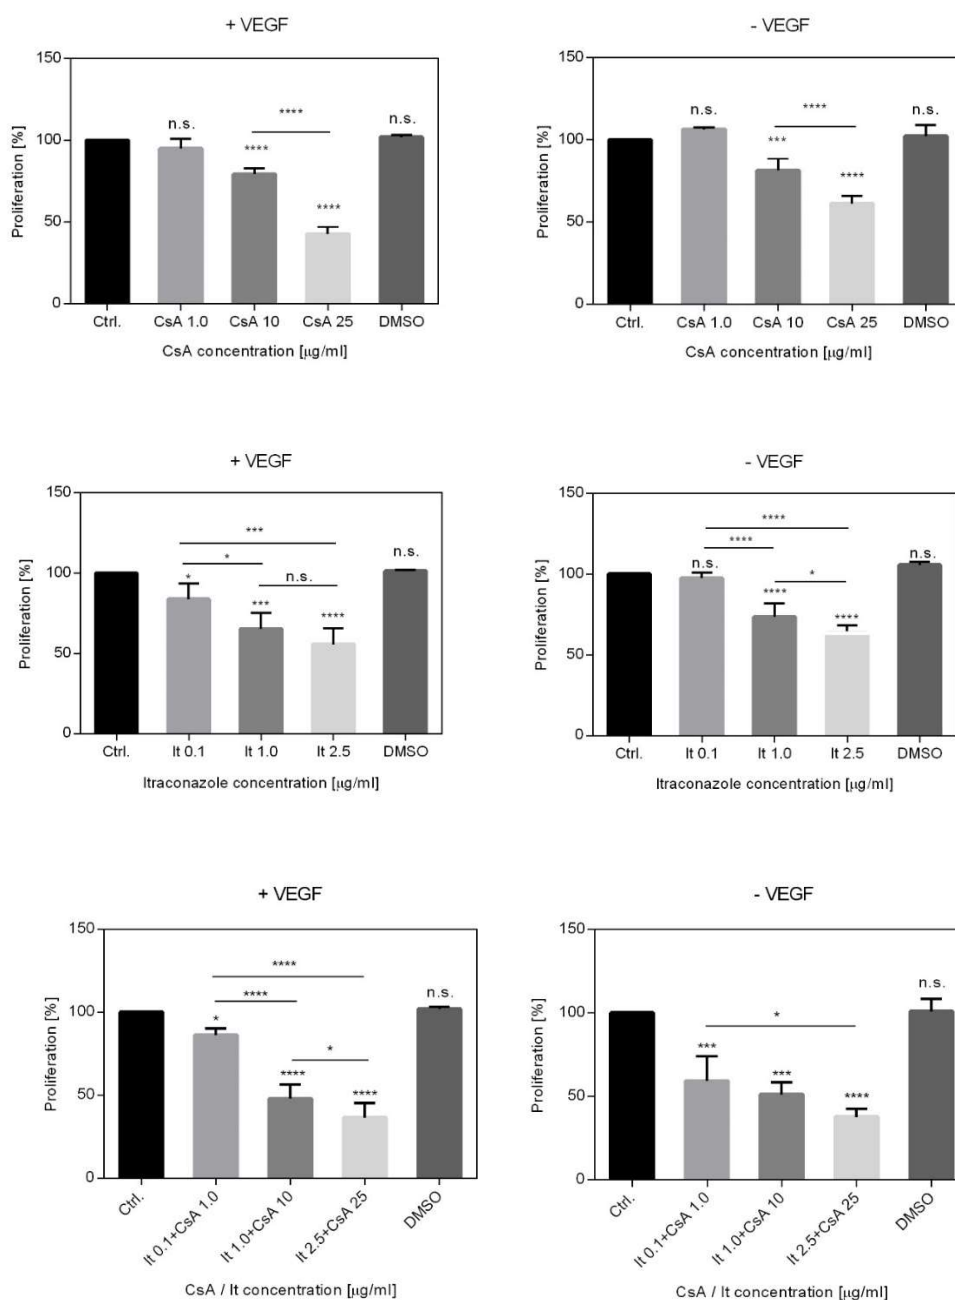 + VEGF
150
100
50
0
Proliferation [%]
n.s.
****
****
****
n.s.
Ctrl. CsA 1.0 CsA 10 CsA 25 DMSO
CsA concentration [µg/ml]
- VEGF
150
100
50
0
Proliferation [%]
n.s.
****
***
****
n.s.
Ctrl. CsA 1.0 CsA 10 CsA 25 DMSO
CsA concentration [µg/ml]
+ VEGF
150
100
50
0
Proliferation [%]
***
*
n.s.
*
***
****
n.s.
Ctrl. It 0.1 It 1.0 It 2.5 DMSO
Itraconazole concentration [µg/ml]
- VEGF
150
100
50
0
Proliferation [%]
****
****
n.s.
*
****
****
n.s.
Ctrl. It 0.1 It 1.0 It 2.5 DMSO
Itraconazole concentration [µg/ml]
+ VEGF
150
100
50
0
Proliferation [%]
****
****
*
*
****
****
n.s.
Ctrl.
It 0.1+CsA 1.0
It 1.0+CsA 10
It 2.5+CsA 25
DMSO
CsA / It concentration [µg/ml]
- VEGF
150
100
50
0
Proliferation [%]
*
***
***
****
n.s.
Ctrl.
It 0.1+CsA 1.0
It 1.0+CsA 10
It 2.5+CsA 25
DMSO
CsA / It concentration [µg/ml]